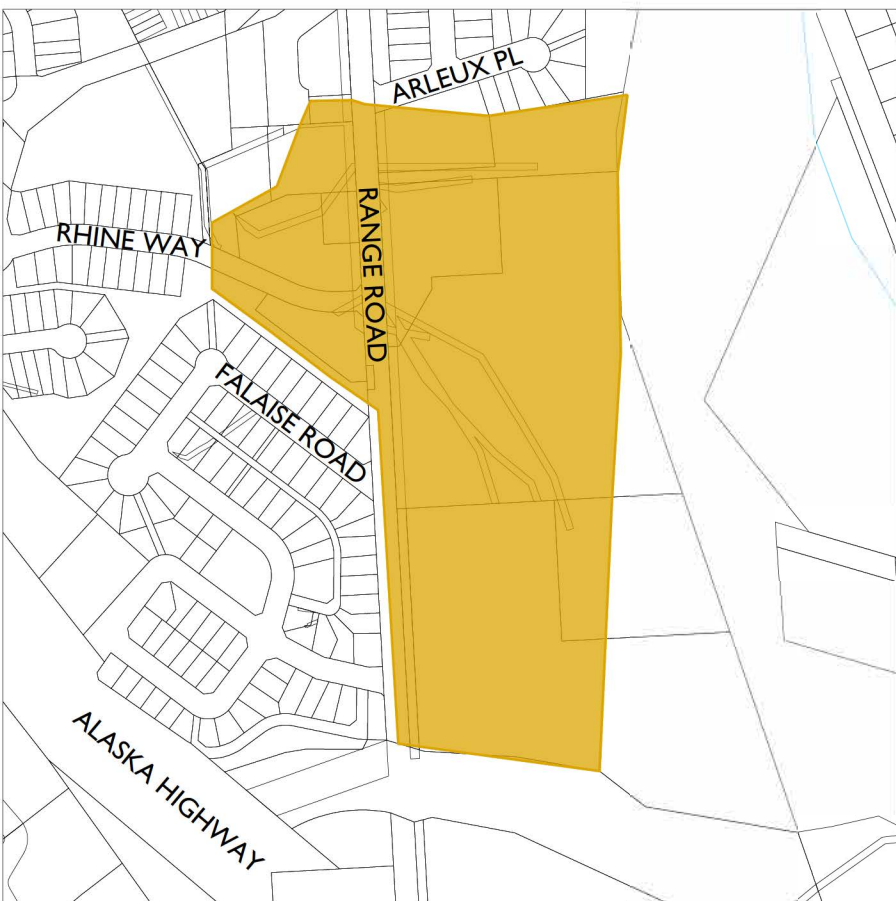 ARLEUX PL
RHINE WAY
RANGE ROAD
FALAISE ROAD
ALASKA HIGHWAY